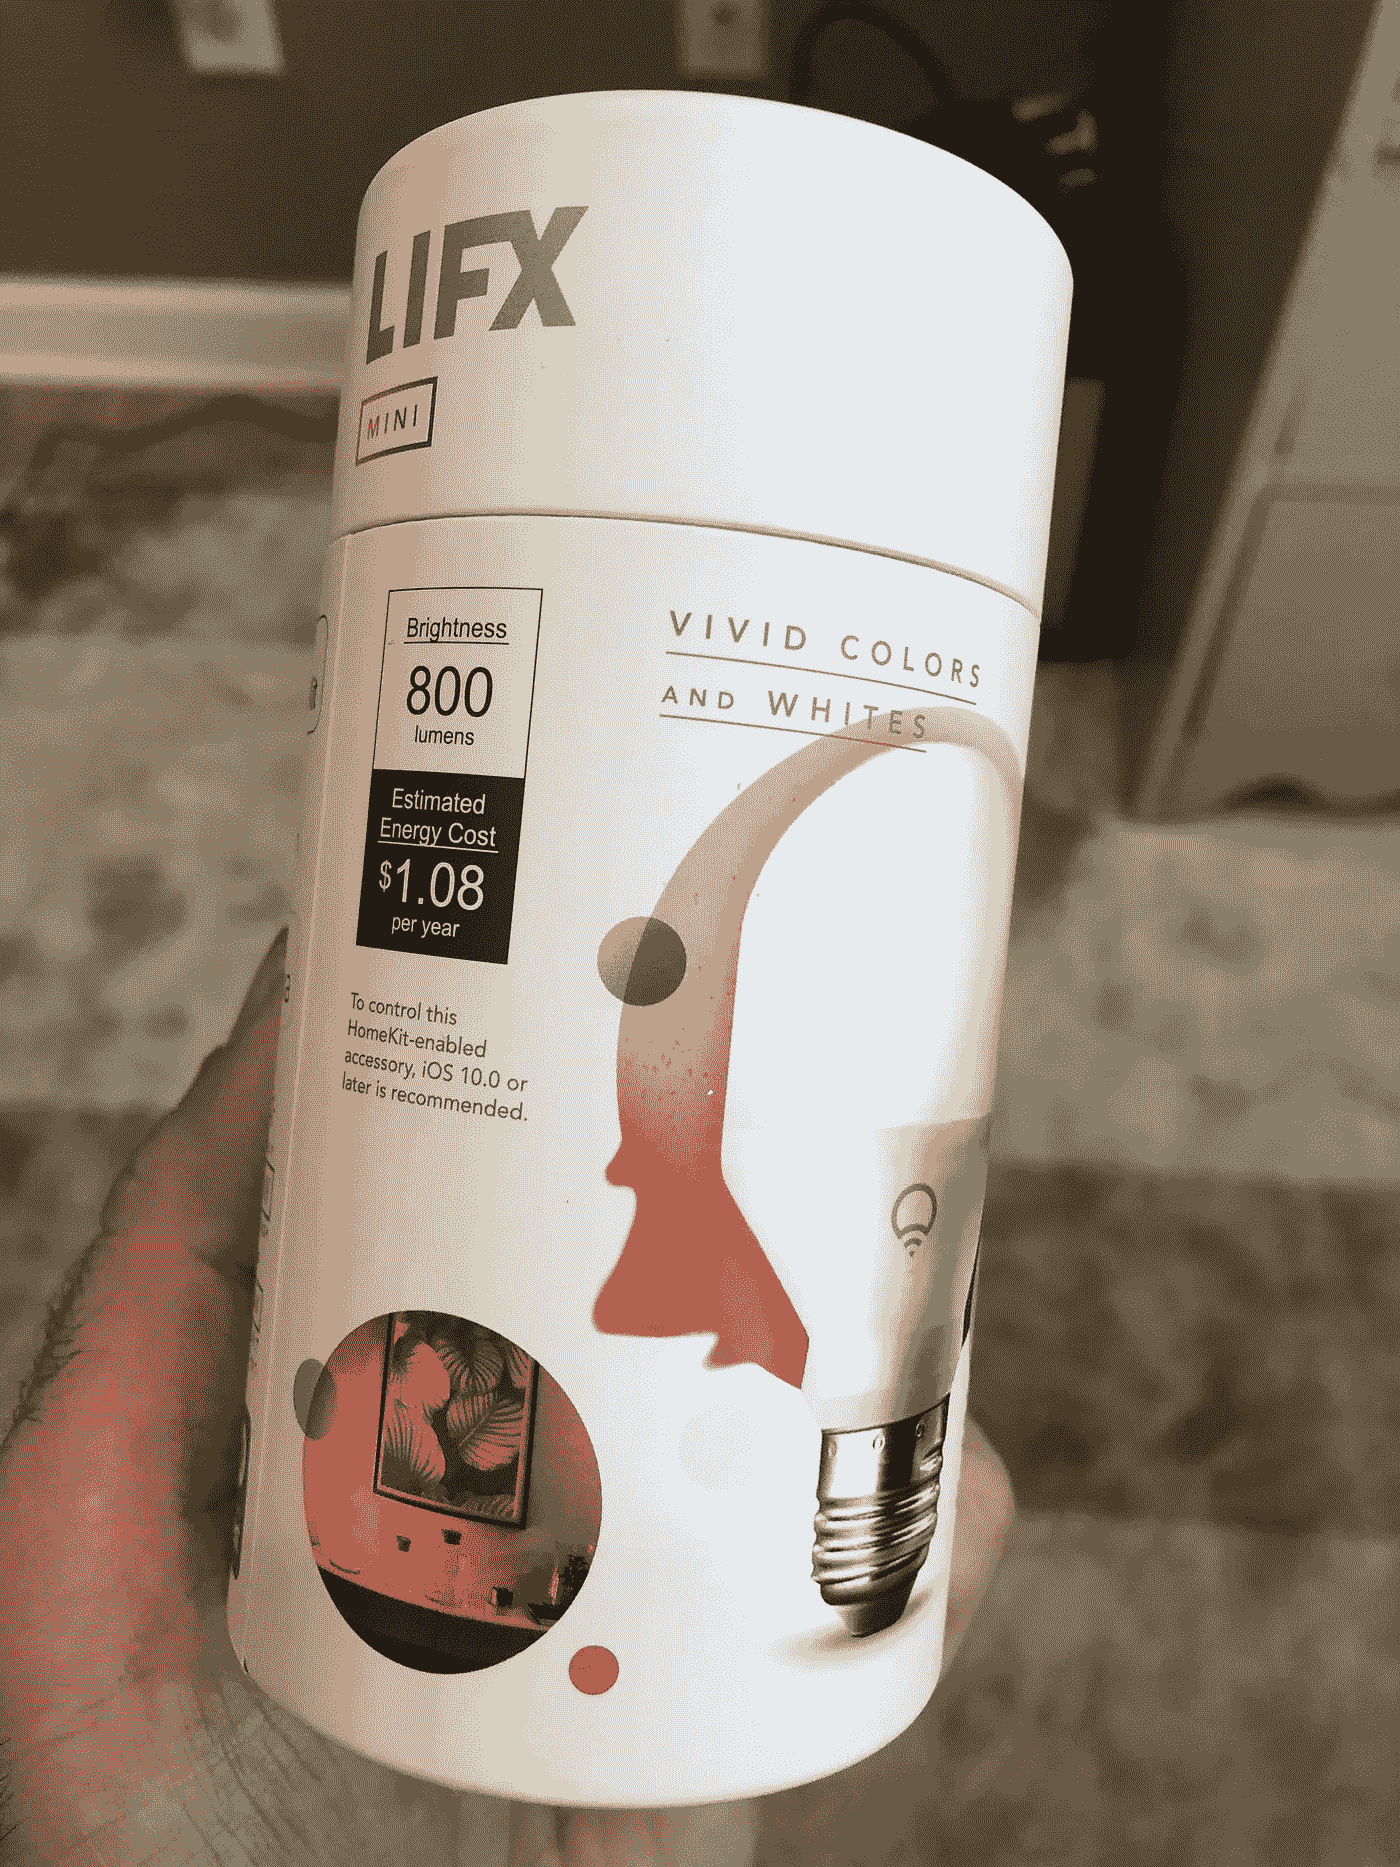 LIFX
MINI
Brightness
800
lumens
Estimated
Energy Cost
$1.08
per year
To control this
HomeKit-enabled
accessory, iOS 10.0 or
later is recommended.
VIVID COLORS
AND WHITES